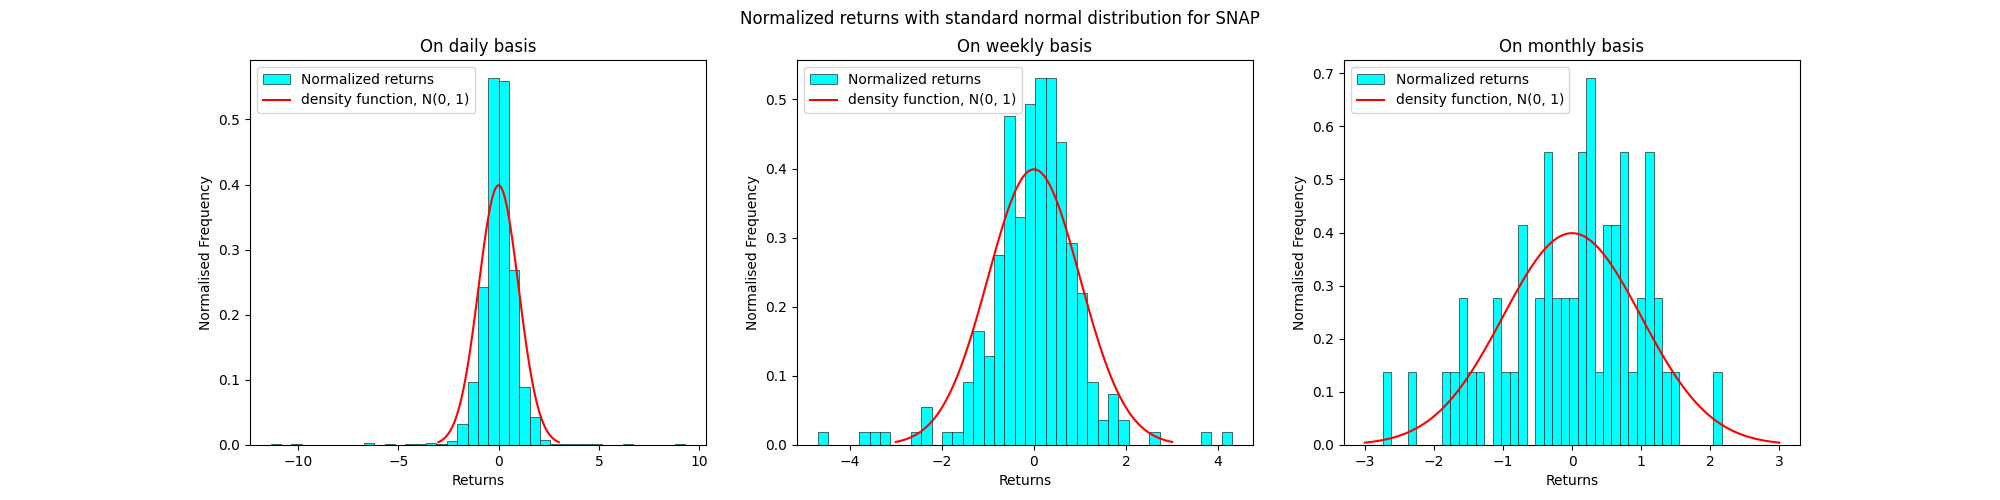 Normalized returns with standard normal distribution for SNAP
On daily basis
Normalized returns
density function, N(0, 1)
Normalised Frequency
0.5
0.4
0.3
0.2
0.1
0.0
−10
−5
0
5
10
Returns
On weekly basis
Normalized returns
density function, N(0, 1)
Normalised Frequency
0.5
0.4
0.3
0.2
0.1
0.0
−4
−2
0
2
4
Returns
On monthly basis
Normalized returns
density function, N(0, 1)
Normalised Frequency
0.7
0.6
0.5
0.4
0.3
0.2
0.1
0.0
−3
−2
−1
0
1
2
3
Returns